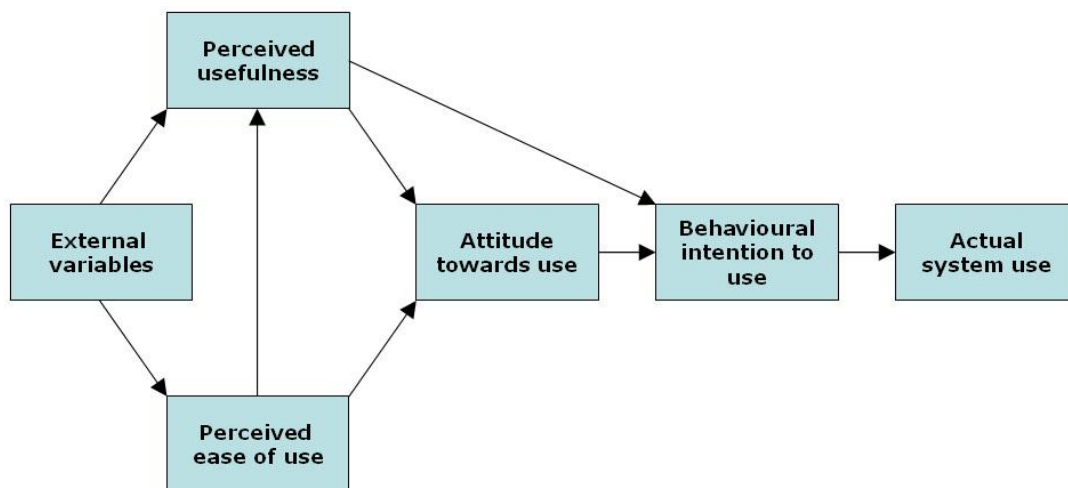 Perceived
usefulness
External
variables
Attitude
towards use
Behavioural
intention to
use
Actual
system use
Perceived
ease of use